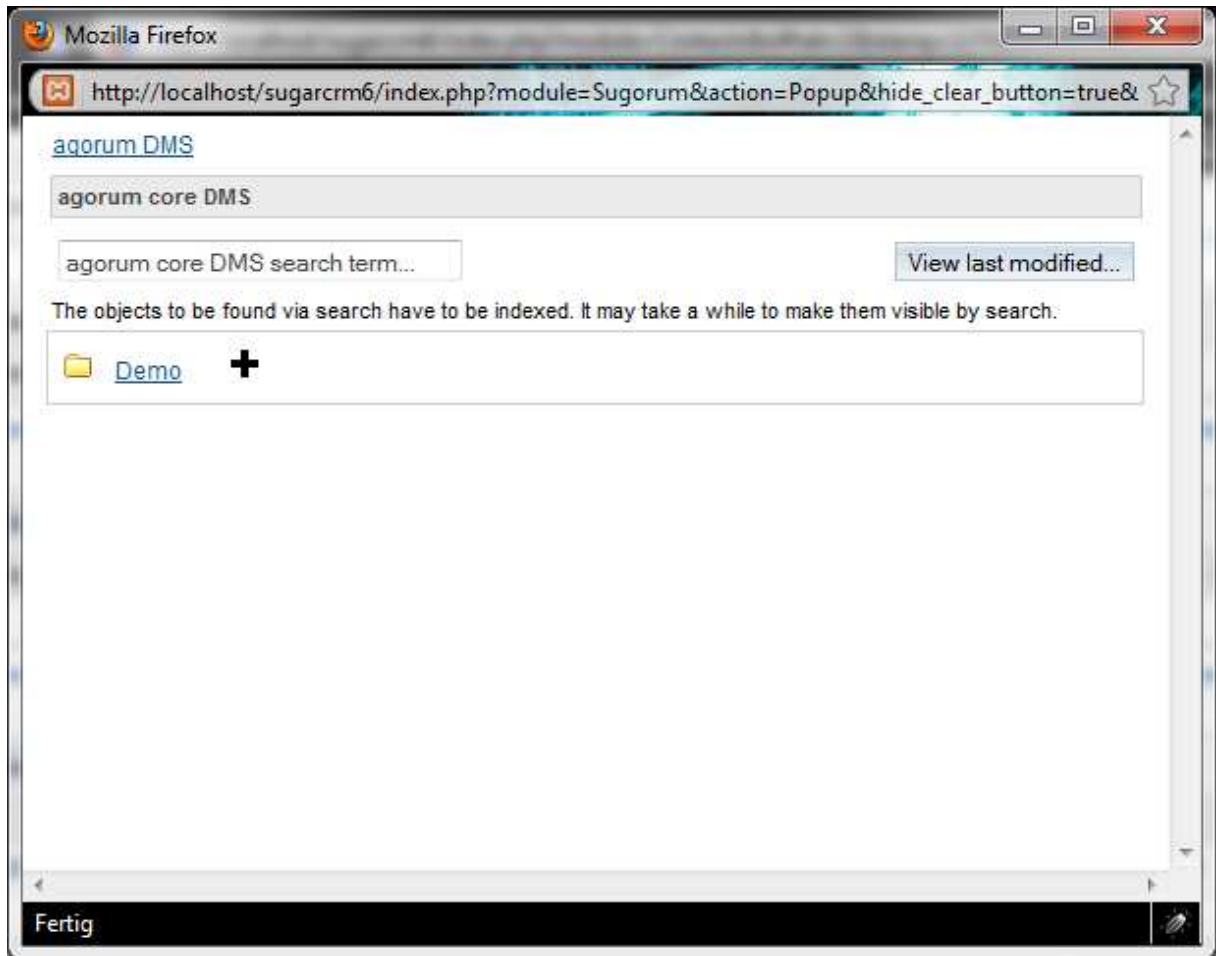 Mozilla Firefox
http://localhost/sugarcrm6/index.php?module=Sugorum&action=Popup&hide_clear_button=true&
agorum DMS
agorum core DMS
agorum core DMS search term...
View last modified...
The objects to be found via search have to be indexed. It may take a while to make them visible by search.
Demo
Fertig